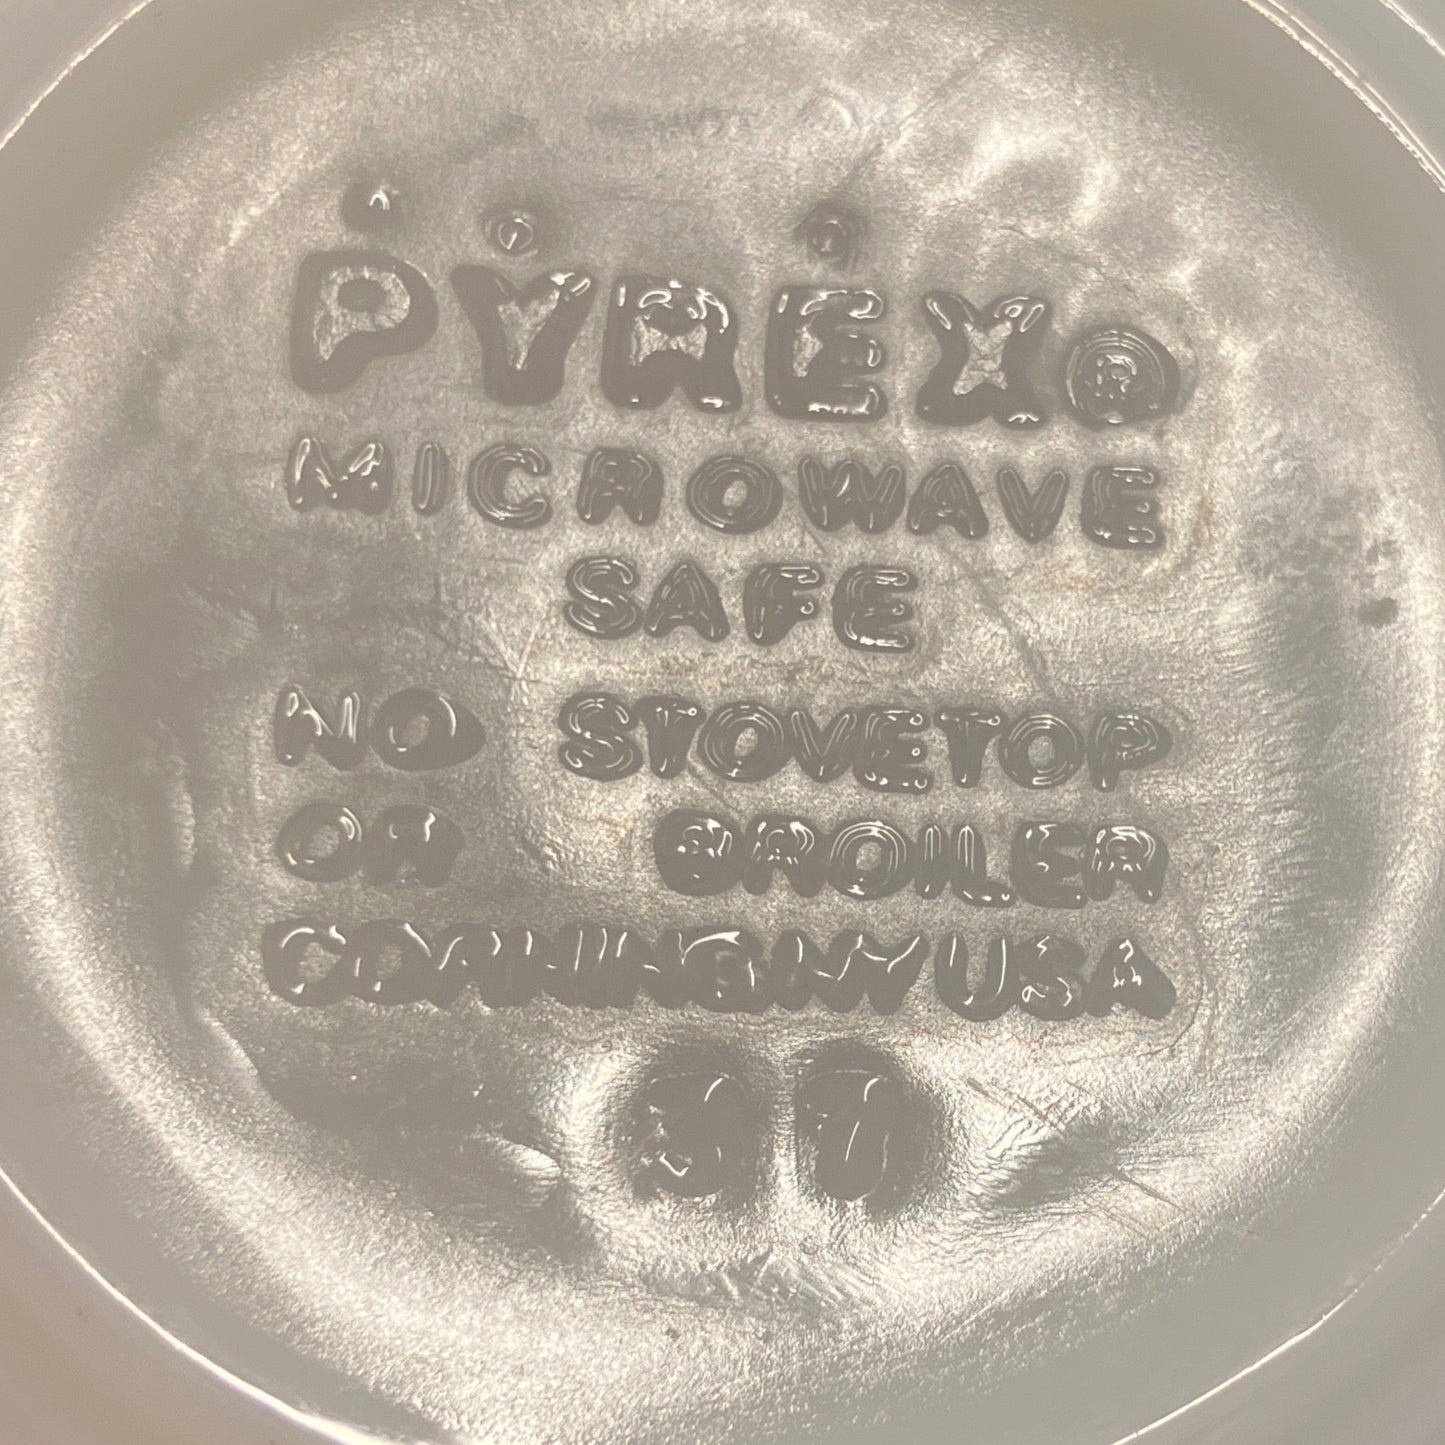 PYREX®
MICROWAVE
SAFE
NO STOVETOP
OR BROILER
CORNING NY USA